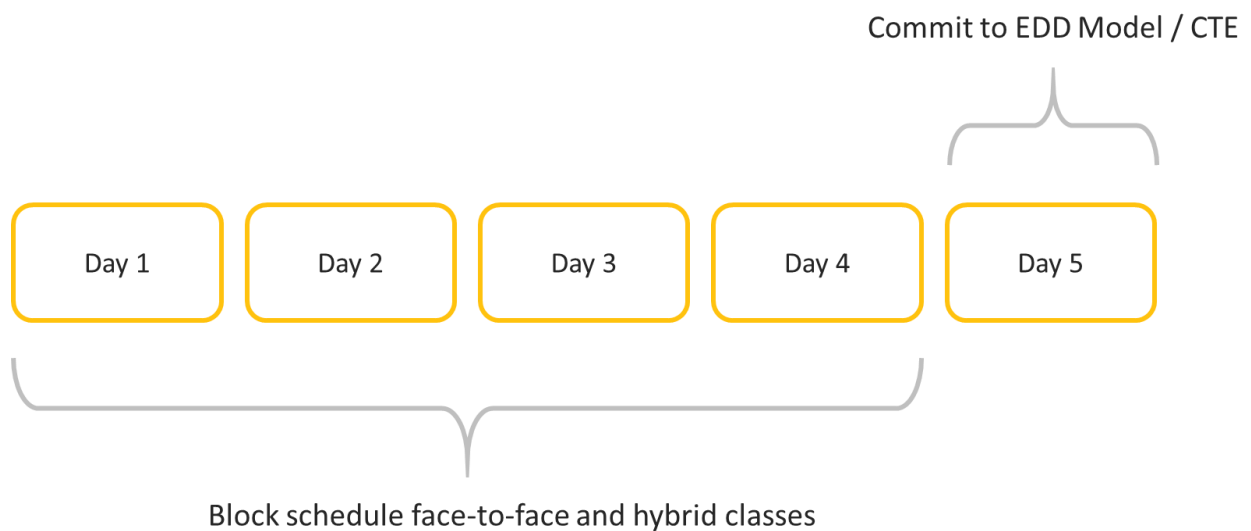 Commit to EDD Model / CTE
Day 1
Day 2
Day 3
Day 4
Day 5
Block schedule face-to-face and hybrid classes